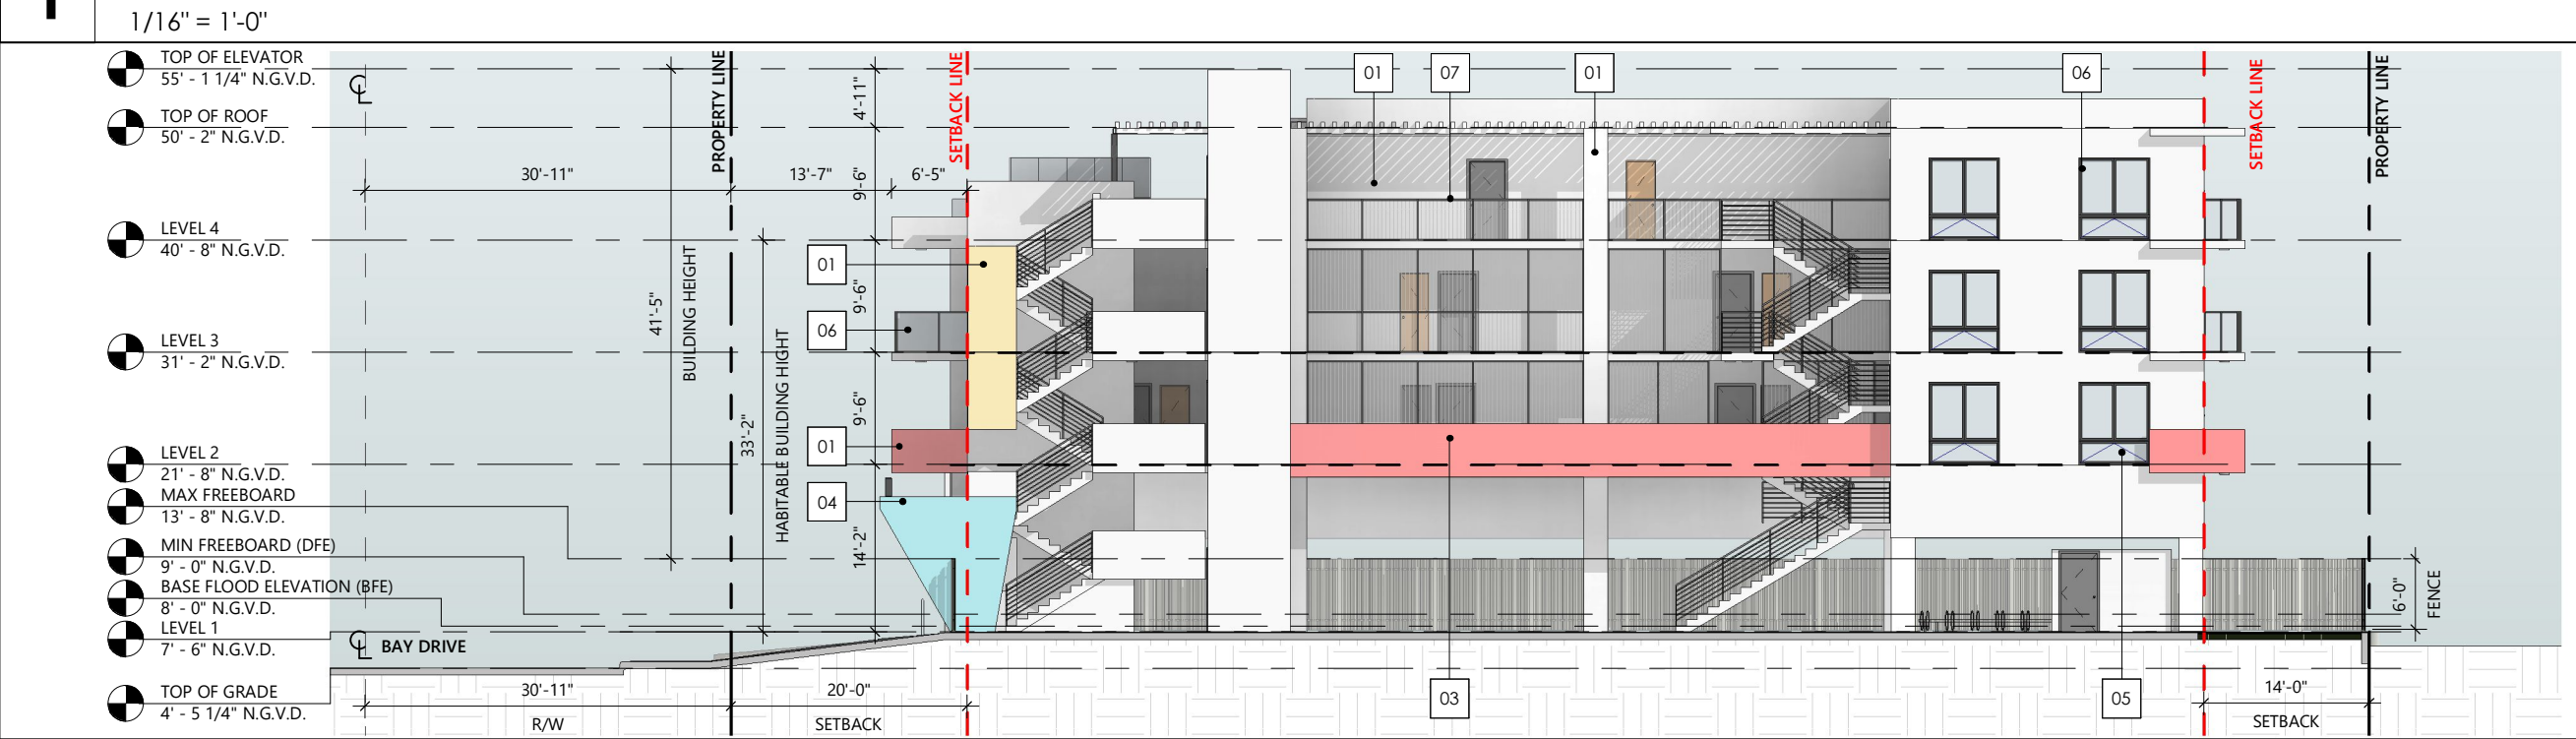 1/16" = 1'-0"
TOP OF ELEVATOR
55' - 1 1/4" N.G.V.D.
TOP OF ROOF
50' - 2" N.G.V.D.
LEVEL 4
40' - 8" N.G.V.D.
LEVEL 3
31' - 2" N.G.V.D.
LEVEL 2
21' - 8" N.G.V.D.
MAX FREEBOARD
13' - 8" N.G.V.D.
MIN FREEBOARD (DFE)
9' - 0" N.G.V.D.
BASE FLOOD ELEVATION (BFE)
8' - 0" N.G.V.D.
LEVEL 1
7' - 6" N.G.V.D.
TOP OF GRADE
4' - 5 1/4" N.G.V.D.
CL
CL BAY DRIVE
30'-11"
13'-7"
6'-5"
PROPERTY LINE
SETBACK LINE
4'-11"
9'-6"
9'-6"
9'-6"
14'-2"
41'-5"
BUILDING HEIGHT
33'-2"
HABITABLE BUILDING HIGHT
01
06
01
04
01
07
01
06
03
05
SETBACK LINE
PROPERTY LINE
6'-0"
FENCE
30'-11"
R/W
20'-0"
SETBACK
14'-0"
SETBACK